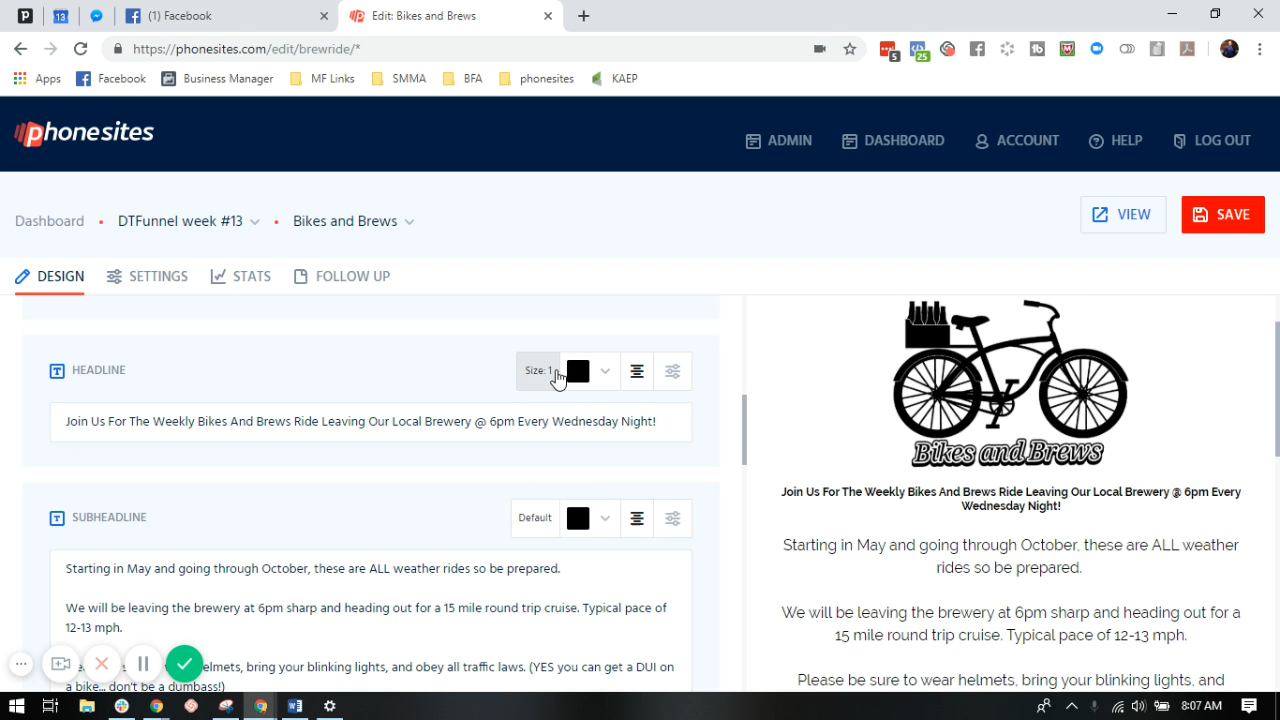 (1) Facebook
Edit: Bikes and Brews
https://phonesites.com/edit/brewride/*
Apps
Facebook
Business Manager
MF Links
SMMA
BFA
phonesites
KAEP
phonesites
ADMIN
DASHBOARD
ACCOUNT
HELP
LOG OUT
Dashboard • DTFunnel week #13 • Bikes and Brews
VIEW
SAVE
DESIGN
SETTINGS
STATS
FOLLOW UP
HEADLINE
Size: 1
Join Us For The Weekly Bikes And Brews Ride Leaving Our Local Brewery @ 6pm Every Wednesday Night!
SUBHEADLINE
Default
Starting in May and going through October, these are ALL weather rides so be prepared.
We will be leaving the brewery at 6pm sharp and heading out for a 15 mile round trip cruise. Typical pace of
12-13 mph.
helmets, bring your blinking lights, and obey all traffic laws. (YES you can get a DUI on
a bike... don't be a dumbass!)
Bikes and Brews
Join Us For The Weekly Bikes And Brews Ride Leaving Our Local Brewery @ 6pm Every
Wednesday Night!
Starting in May and going through October, these are ALL weather
rides so be prepared.
We will be leaving the brewery at 6pm sharp and heading out for a
15 mile round trip cruise. Typical pace of 12-13 mph.
Please be sure to wear helmets, bring your blinking lights, and
8:07 AM